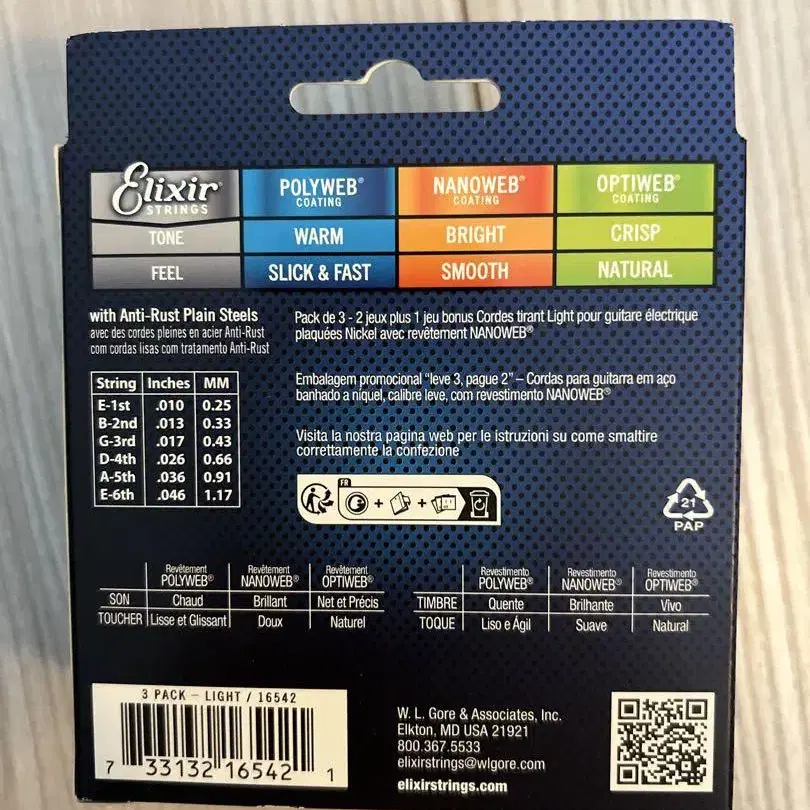 Elixir® POLYWEB® NANOWEB® OPTIWEB®
STRINGS COATING COATING COATING
TONE WARM BRIGHT CRISP
FEEL SLICK & FAST SMOOTH NATURAL
with Anti-Rust Plain Steels
avec des cordes pleines en acier Anti-Rust
com cordas lisas com tratamento Anti-Rust
String Inches MM
E-1st .010 0.25
B-2nd .013 0.33
G-3rd .017 0.43
D-4th .026 0.66
A-5th .036 0.91
E-6th .046 1.17
Pack de 3 - 2 jeux plus 1 jeu bonus Cordes tirant Light pour guitare électrique
plaquées Nickel avec revêtement NANOWEB®
Embalagem promocional “leve 3, pague 2” – Cordas para guitarra em aço
banhado a níquel, calibre leve, com revestimento NANOWEB®
Visita la nostra pagina web per le istruzioni su come smaltire
correttamente la confezione
FR
+ +
21
PAP
Revêtement Revêtement Revêtement
POLYWEB® NANOWEB® OPTIWEB®
SON Chaud Brillant Net et Précis
TOUCHER Lisse et Glissant Doux Naturel
Revestimento Revestimento Revestimento
POLYWEB® NANOWEB® OPTIWEB®
TIMBRE Quente Brilhante Vivo
TOQUE Liso e Ágil Suave Natural
3 PACK - LIGHT / 16542
7 33132 16542 1
W. L. Gore & Associates, Inc.
Elkton, MD USA 21921
800.367.5533
elixirstrings@wlgore.com
elixirstrings.com